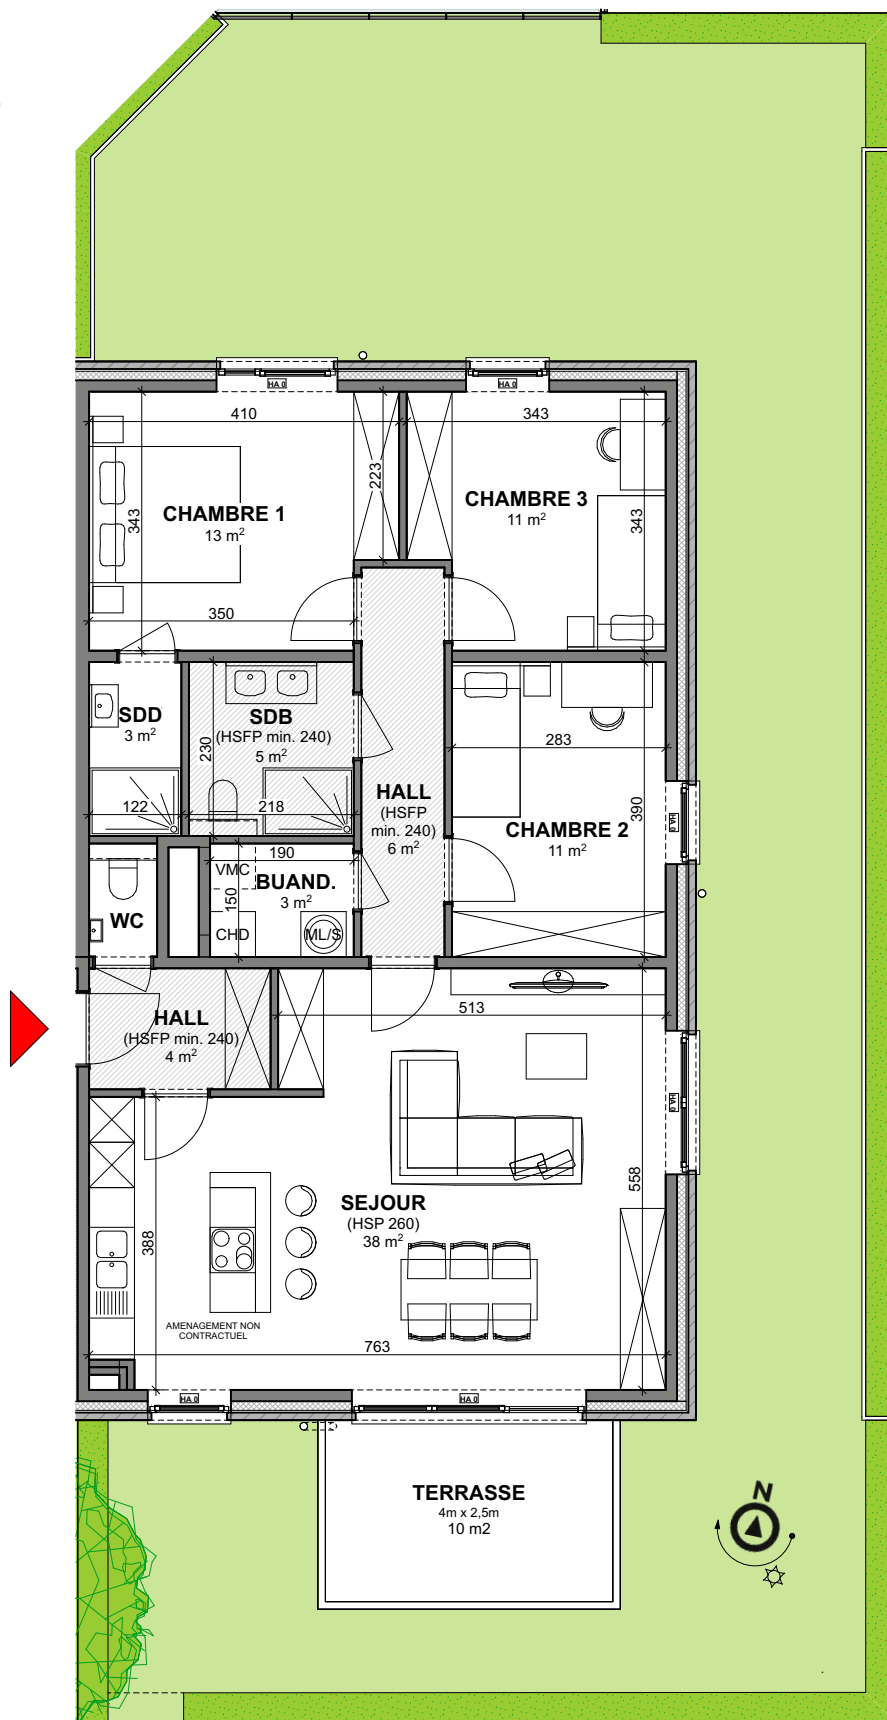 HA 0
HA 0
410
343
223
343
343
CHAMBRE 1
13 m²
CHAMBRE 3
11 m²
350
SDD
3 m²
SDB
(HSFP min. 240)
5 m²
230
122
218
283
390
HALL
(HSFP
min. 240)
6 m²
CHAMBRE 2
11 m²
HA 0
190
VMC
BUAND.
3 m²
150
CHD
ML/S
WC
HALL
(HSFP min. 240)
4 m²
513
HA 0
558
388
SEJOUR
(HSP 260)
38 m²
AMENAGEMENT NON
CONTRACTUEL
763
HA 0
HA 0
TERRASSE
4m x 2,5m
10 m2
N